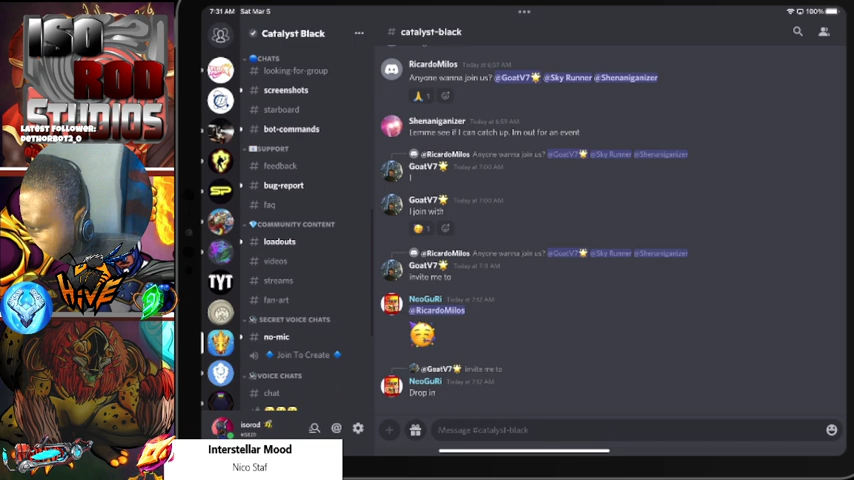 7:31 AM Sat Mar 5
100%
ISO
ROD
STUDIOS
LATEST FOLLOWER:
HIVE
TYT
SP
Catalyst Black
CHATS
# looking-for-group
# screenshots
# starboard
# bot-commands
SUPPORT
# feedback
# bug-report
# faq
COMMUNITY CONTENT
# loadouts
# videos
# streams
# fan-art
SECRET VOICE CHATS
# no-mic
Join To Create
VOICE CHATS
# chat
isorod
Interstellar Mood
Nico Staf
# catalyst-black
RicardoMilos Today at 6:57 AM
Anyone wanna join us? @GoatV7 @Sky Runner @Shenaniganizer
1
Shenaniganizer Today at 6:59 AM
Lemme see if I can catch up. Im out for an event
@RicardoMilos Anyone wanna join us? @GoatV7 @Sky Runner @Shenaniganizer
GoatV7 Today at 7:00 AM
I
GoatV7 Today at 7:00 AM
I join with
1
@RicardoMilos Anyone wanna join us? @GoatV7 @Sky Runner @Shenaniganizer
GoatV7 Today at 7:11 AM
invite me to
NeoGuRi Today at 7:12 AM
@RicardoMilos
@GoatV7 invite me to
NeoGuRi Today at 7:12 AM
Drop in
Message #catalyst-black